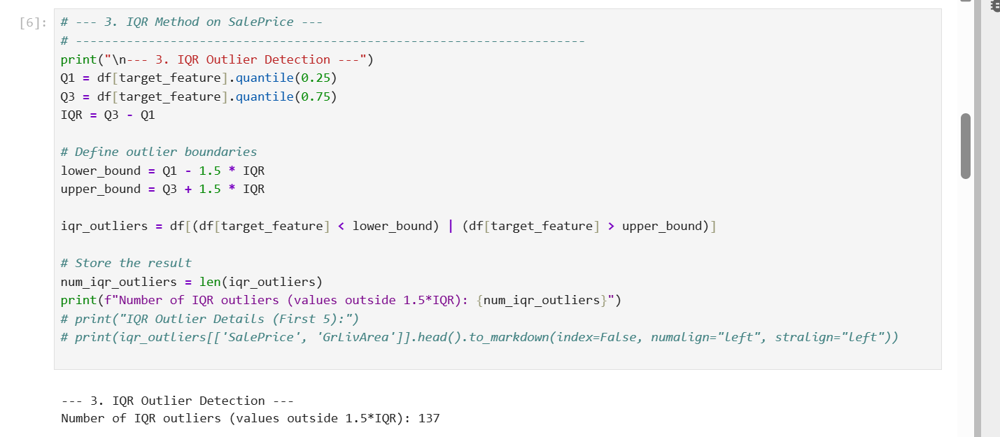 [6]:
# --- 3. IQR Method on SalePrice ---
# ----------------------------------------------------------------------
print("\n--- 3. IQR Outlier Detection ---")
Q1 = df[target_feature].quantile(0.25)
Q3 = df[target_feature].quantile(0.75)
IQR = Q3 - Q1
# Define outlier boundaries
lower_bound = Q1 - 1.5 * IQR
upper_bound = Q3 + 1.5 * IQR
iqr_outliers = df[(df[target_feature] < lower_bound) | (df[target_feature] > upper_bound)]
# Store the result
num_iqr_outliers = len(iqr_outliers)
print(f"Number of IQR outliers (values outside 1.5*IQR): {num_iqr_outliers}")
# print("IQR Outlier Details (First 5):")
# print(iqr_outliers[['SalePrice', 'GrLivArea']].head().to_markdown(index=False, numalign="left", stralign="left"))
--- 3. IQR Outlier Detection ---
Number of IQR outliers (values outside 1.5*IQR): 137